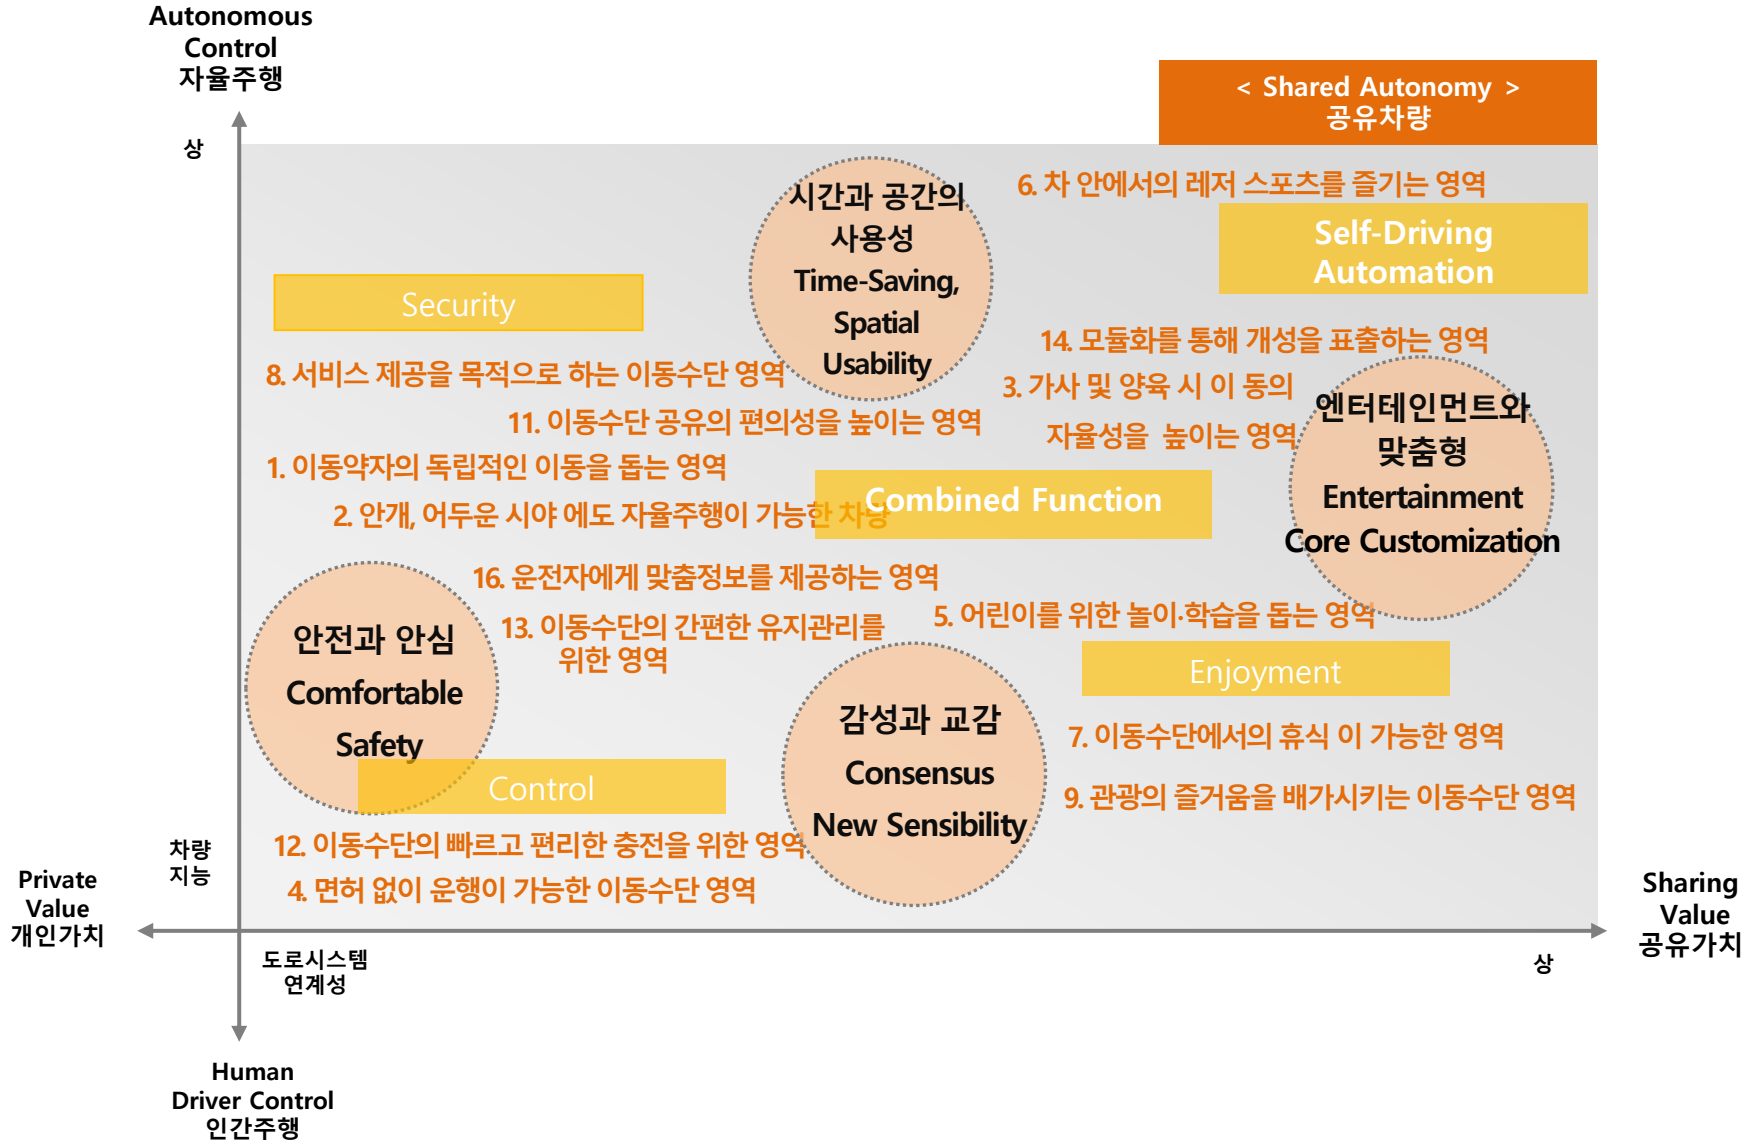 Autonomous
Control
자율주행
< Shared Autonomy >
공유차량
상
시간과 공간의
사용성
Time-Saving,
Spatial
Usability
6. 차 안에서의 레저 스포츠를 즐기는 영역
Self-Driving
Automation
Security
14. 모듈화를 통해 개성을 표출하는 영역
8. 서비스 제공을 목적으로 하는 이동수단 영역
3. 가사 및 양육 시 이 동의
자율성을 높이는 영역
11. 이동수단 공유의 편의성을 높이는 영역
엔터테인먼트와
맞춤형
Entertainment
Core Customization
1. 이동약자의 독립적인 이동을 돕는 영역
Combined Function
2. 안개, 어두운 시야 에도 자율주행이 가능한 차량
16. 운전자에게 맞춤정보를 제공하는 영역
5. 어린이를 위한 놀이·학습을 돕는 영역
13. 이동수단의 간편한 유지관리를
위한 영역
안전과 안심
Comfortable
Safety
Enjoyment
감성과 교감
Consensus
New Sensibility
7. 이동수단에서의 휴식 이 가능한 영역
Control
9. 관광의 즐거움을 배가시키는 이동수단 영역
12. 이동수단의 빠르고 편리한 충전을 위한 영역
4. 면허 없이 운행이 가능한 이동수단 영역
차량
지능
Private
Value
개인가치
Sharing
Value
공유가치
도로시스템
연계성
상
Human
Driver Control
인간주행